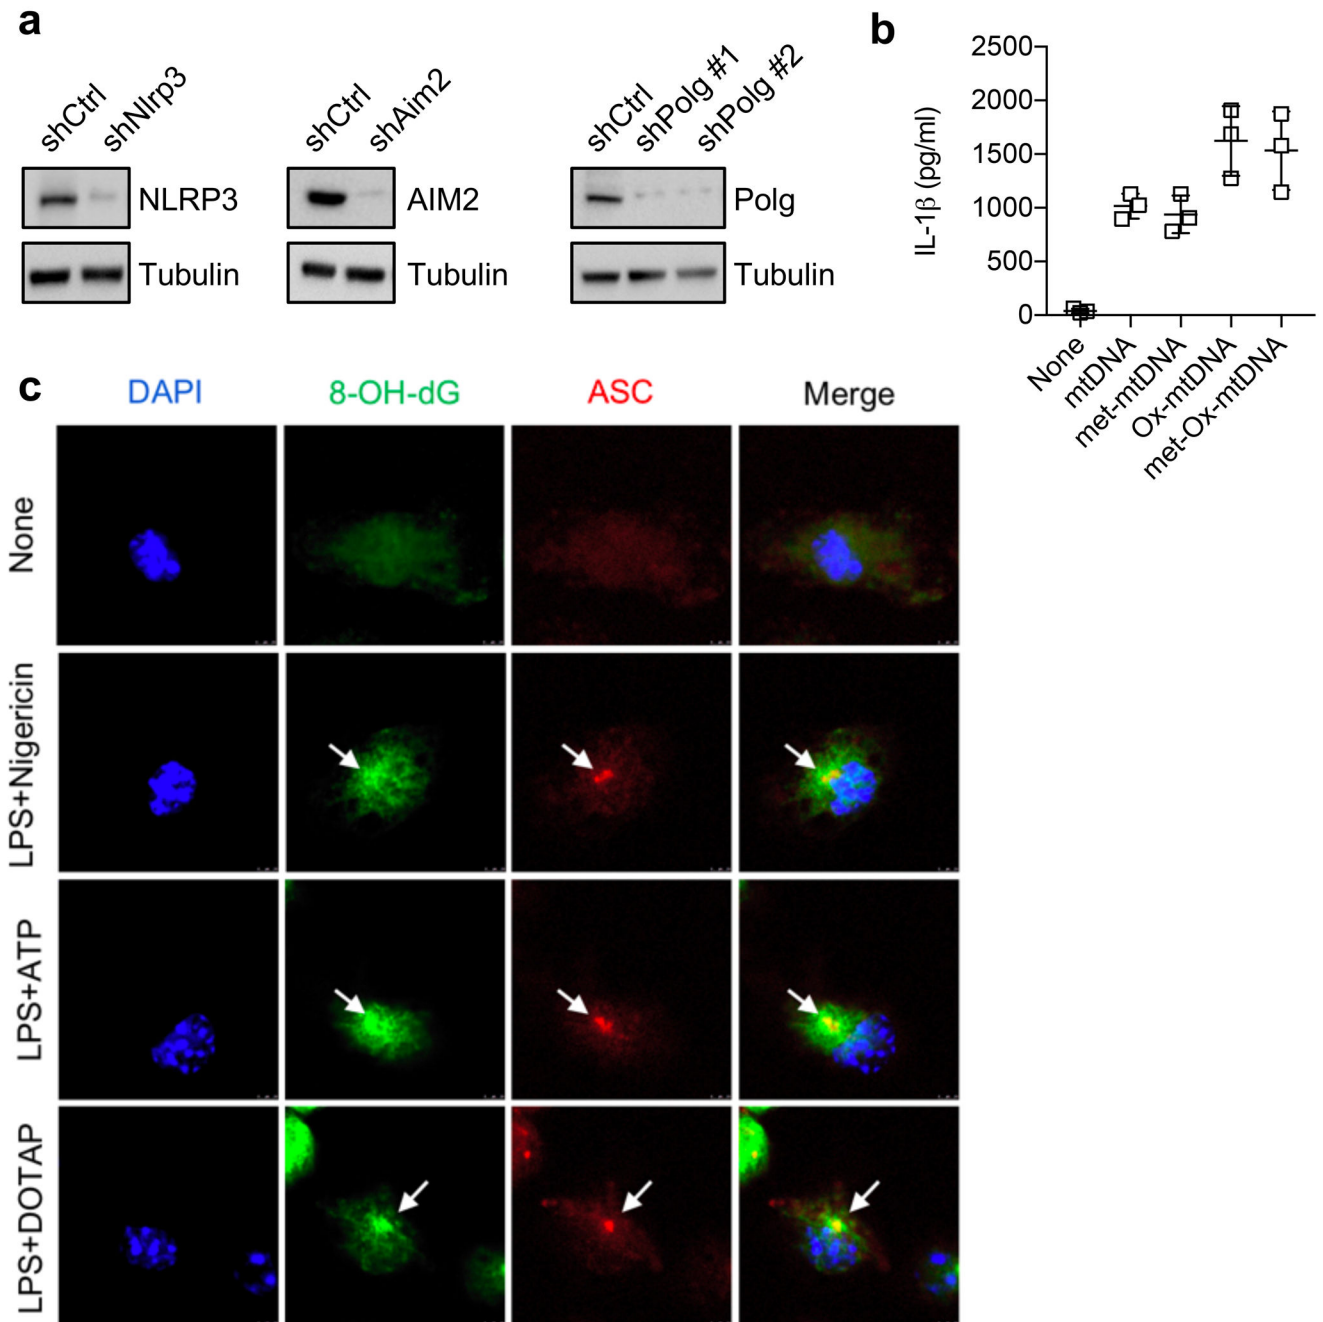 a
shCtrl
shNlrp3
NLRP3
Tubulin
shCtrl
shAim2
AIM2
Tubulin
shCtrl
shPolg #1
shPolg #2
Polg
Tubulin
b
IL-1β (pg/ml)
2500
2000
1500
1000
500
0
None
mtDNA
met-mtDNA
Ox-mtDNA
met-Ox-mtDNA
c
DAPI
8-OH-dG
ASC
Merge
None
LPS+Nigericin
LPS+ATP
LPS+DOTAP